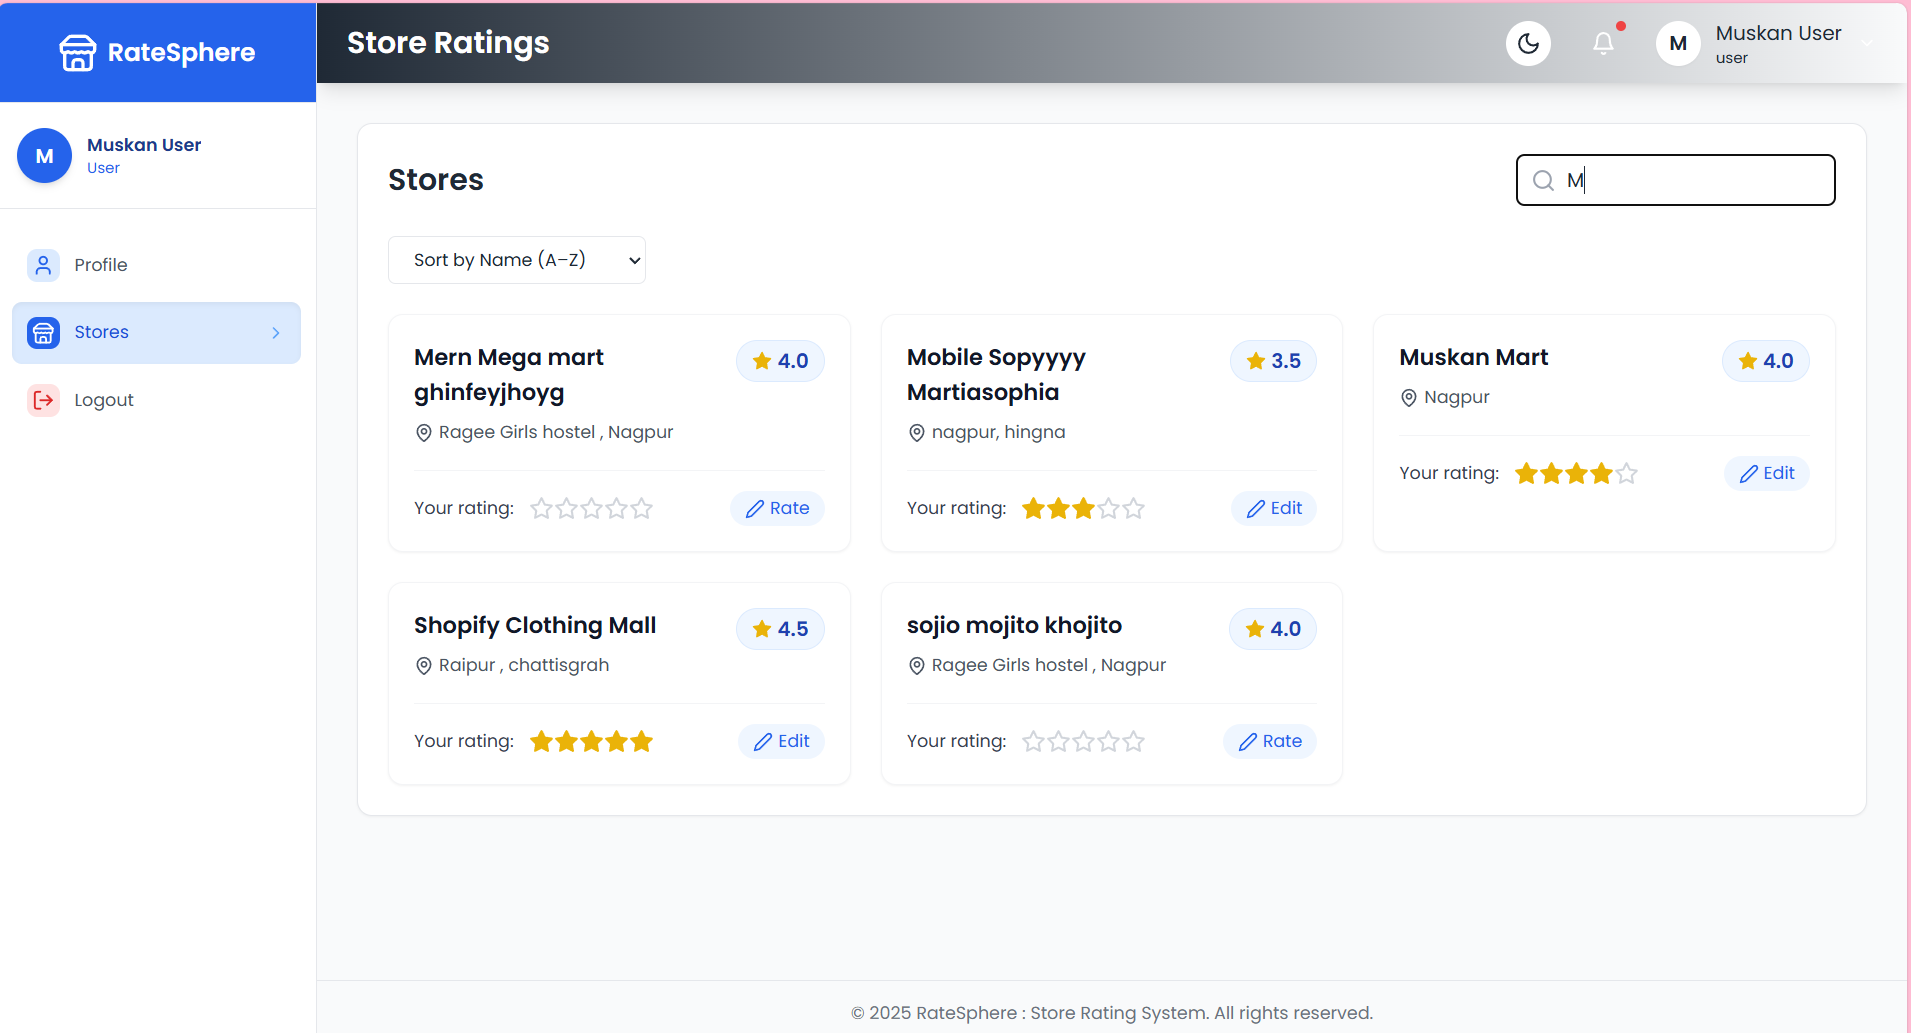 RateSphere
Store Ratings
M
Muskan User
user
M
Muskan User
User
Profile
Stores
Logout
Stores
M
Sort by Name (A–Z)
Mern Mega mart
ghinfeyjhoyg
4.0
Ragee Girls hostel , Nagpur
Your rating:
Rate
Mobile Sopyyyy
Martiasophia
3.5
nagpur, hingna
Your rating:
Edit
Muskan Mart
4.0
Nagpur
Your rating:
Edit
Shopify Clothing Mall
4.5
Raipur , chattisgrah
Your rating:
Edit
sojio mojito khojito
4.0
Ragee Girls hostel , Nagpur
Your rating:
Rate
© 2025 RateSphere : Store Rating System. All rights reserved.